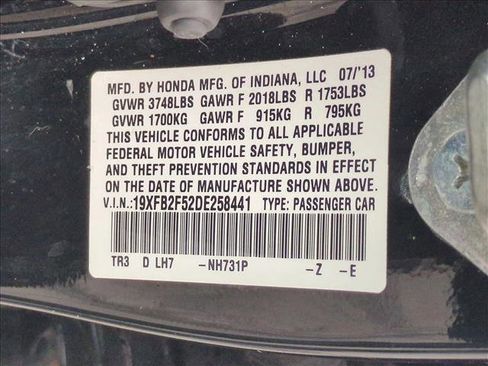 MFD. BY HONDA MFG. OF INDIANA, LLC 07/'13
GVWR 3748LBS GAWR F 2018LBS R 1753LBS
GVWR 1700KG GAWR F 915KG R 795KG
THIS VEHICLE CONFORMS TO ALL APPLICABLE
FEDERAL MOTOR VEHICLE SAFETY, BUMPER,
AND THEFT PREVENTION STANDARDS IN EFFECT
ON THE DATE OF MANUFACTURE SHOWN ABOVE.
V.I.N.:19XFB2F52DE258441 TYPE: PASSENGER CAR
TR3 D LH7 -NH731P -Z -E